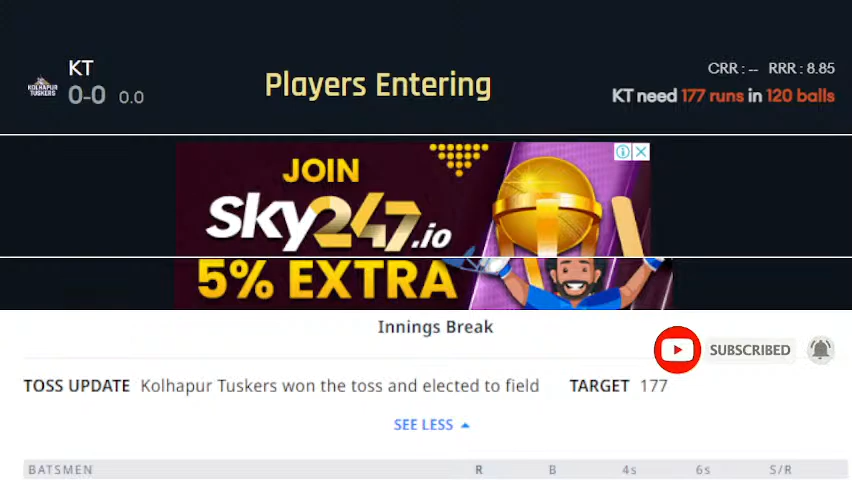 KT
KOLHAPUR
TUSKERS
0-0 0.0
Players Entering
CRR : -- RRR : 8.85
KT need 177 runs in 120 balls
JOIN
SKY247.io
5% EXTRA
Innings Break
SUBSCRIBED
TOSS UPDATE Kolhapur Tuskers won the toss and elected to field TARGET 177
SEE LESS
BATSMEN R B 4s 6s S/R